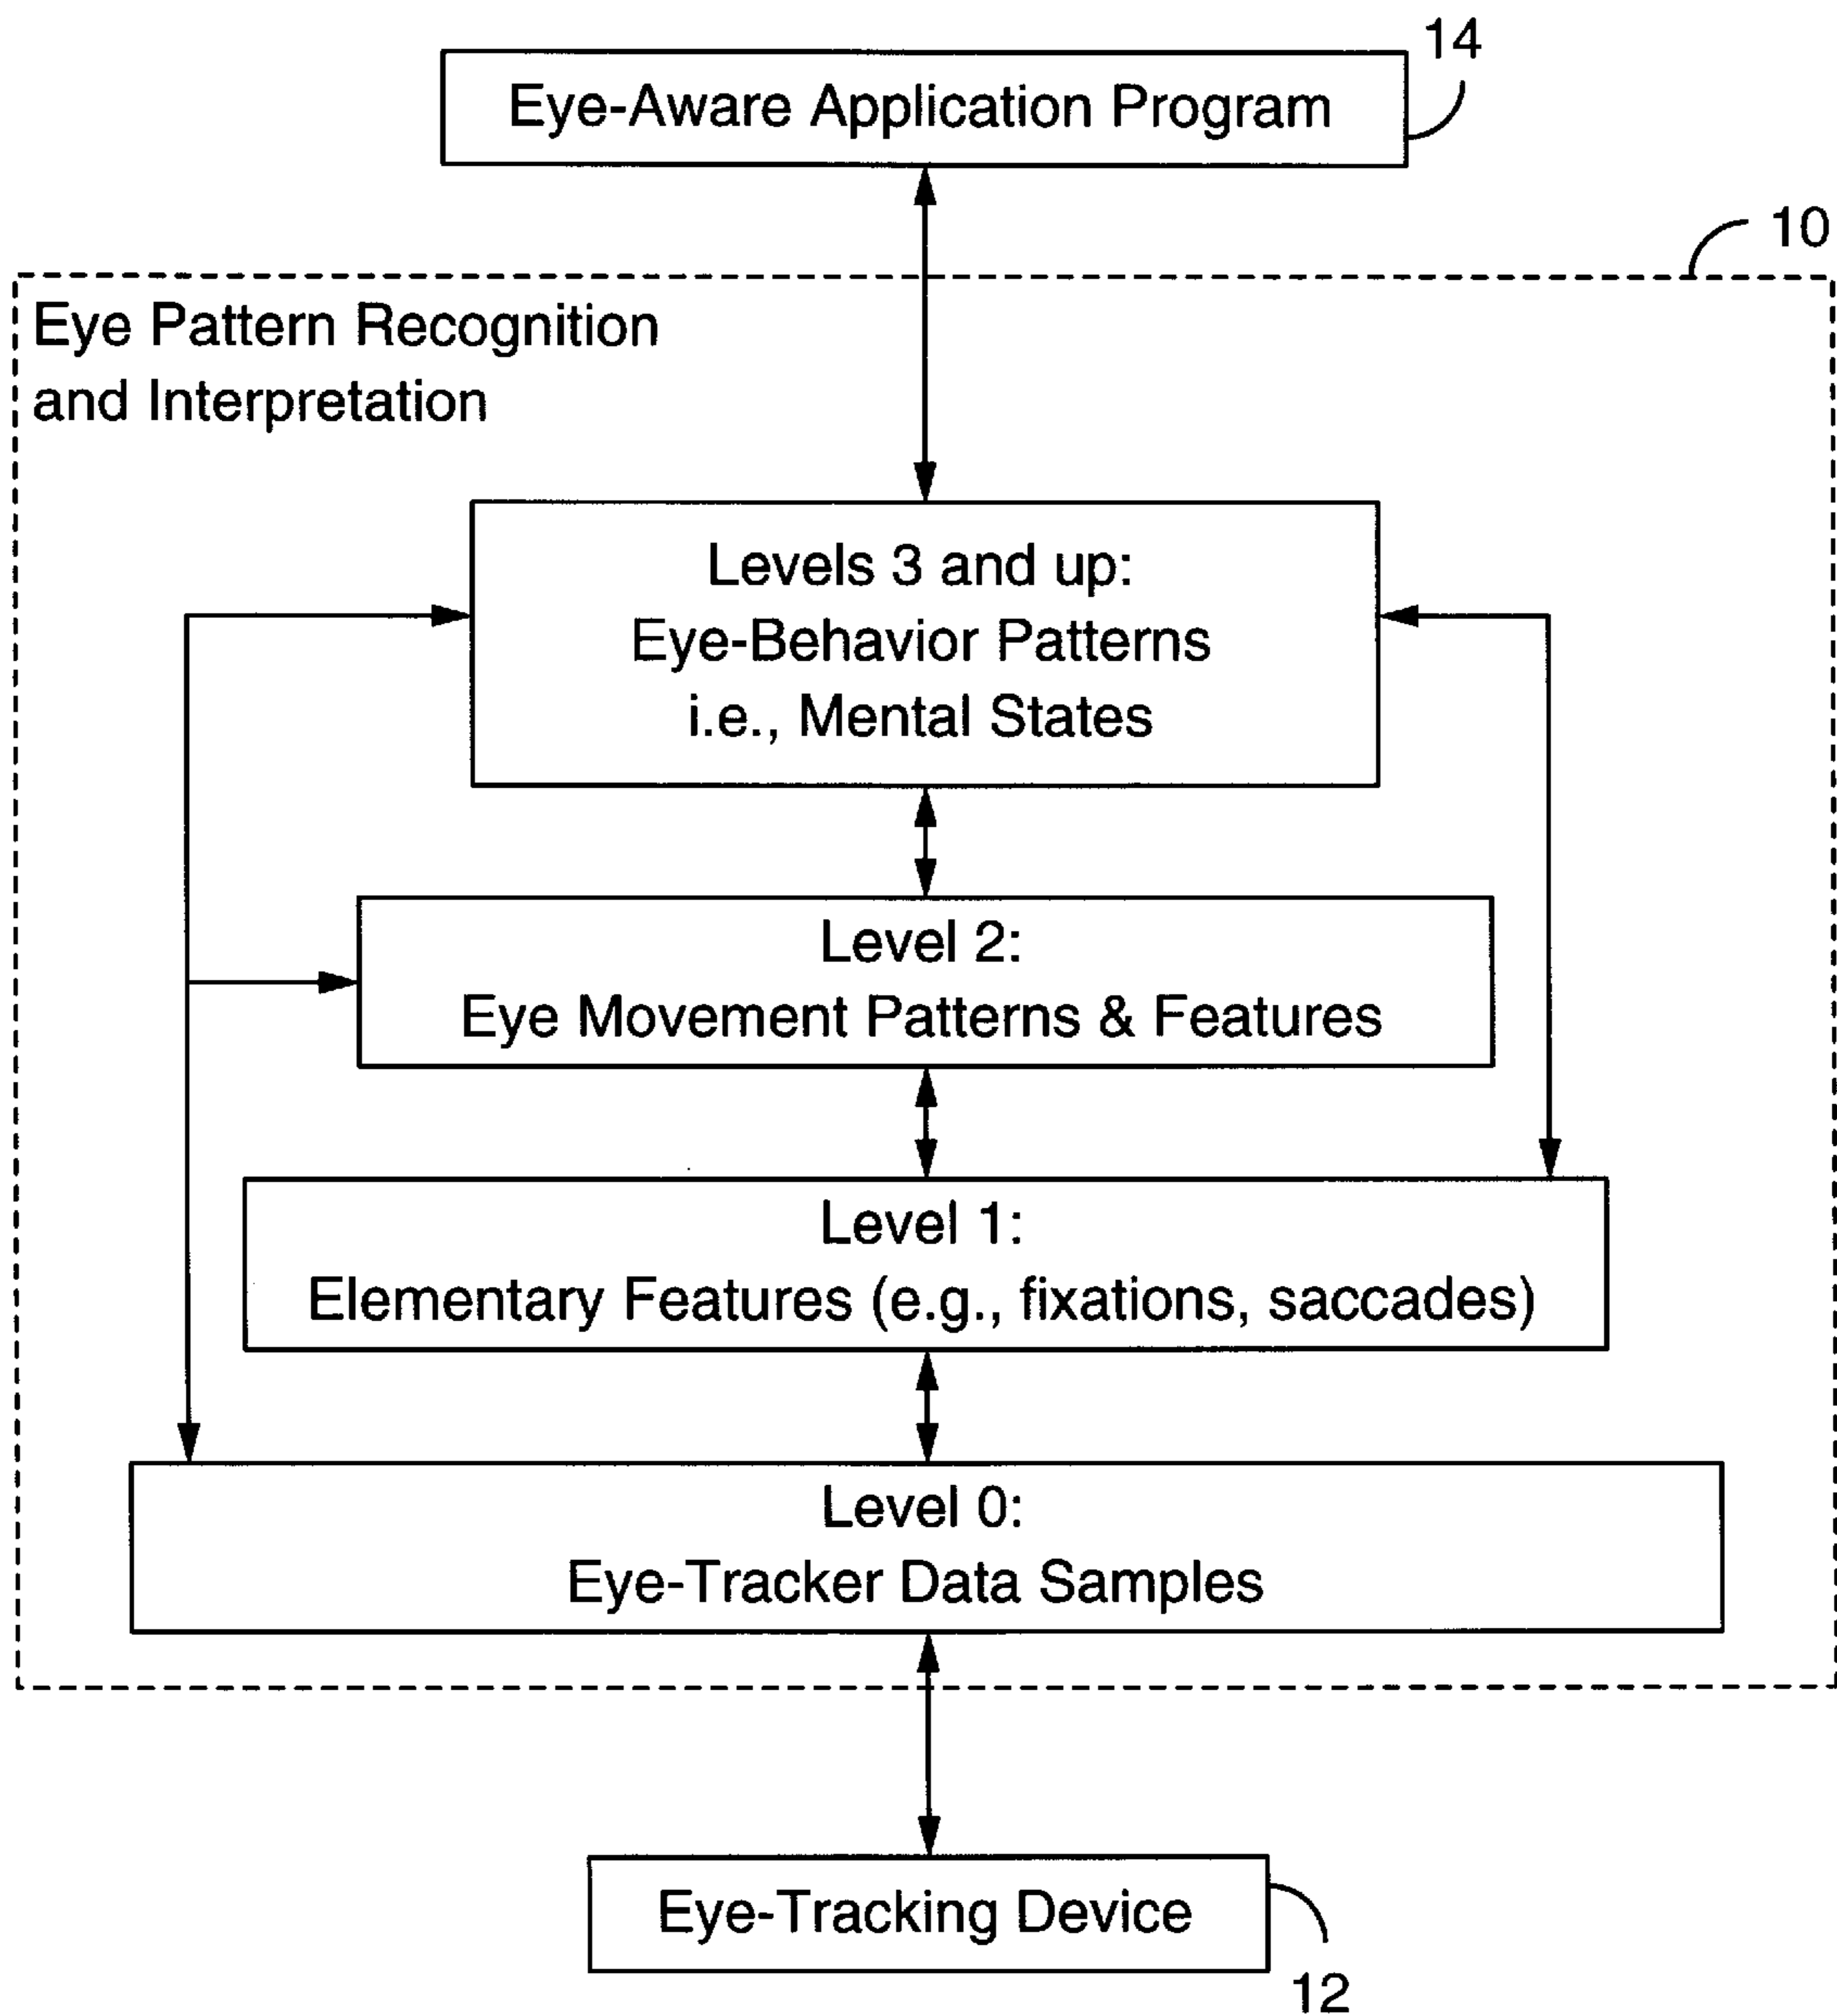 14
Eye-Aware Application Program
10
Eye Pattern Recognition
and Interpretation
Levels 3 and up:
Eye-Behavior Patterns
i.e., Mental States
Level 2:
Eye Movement Patterns & Features
Level 1:
Elementary Features (e.g., fixations, saccades)
Level 0:
Eye-Tracker Data Samples
Eye-Tracking Device
12